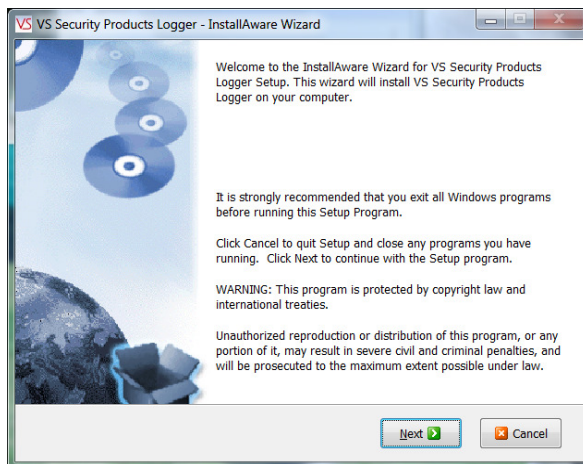 VS VS Security Products Logger - InstallAware Wizard
Welcome to the InstallAware Wizard for VS Security Products
Logger Setup. This wizard will install VS Security Products
Logger on your computer.
It is strongly recommended that you exit all Windows programs
before running this Setup Program.
Click Cancel to quit Setup and close any programs you have
running.  Click Next to continue with the Setup program.
WARNING: This program is protected by copyright law and
international treaties.
Unauthorized reproduction or distribution of this program, or any
portion of it, may result in severe civil and criminal penalties, and
will be prosecuted to the maximum extent possible under law.
Next
Cancel